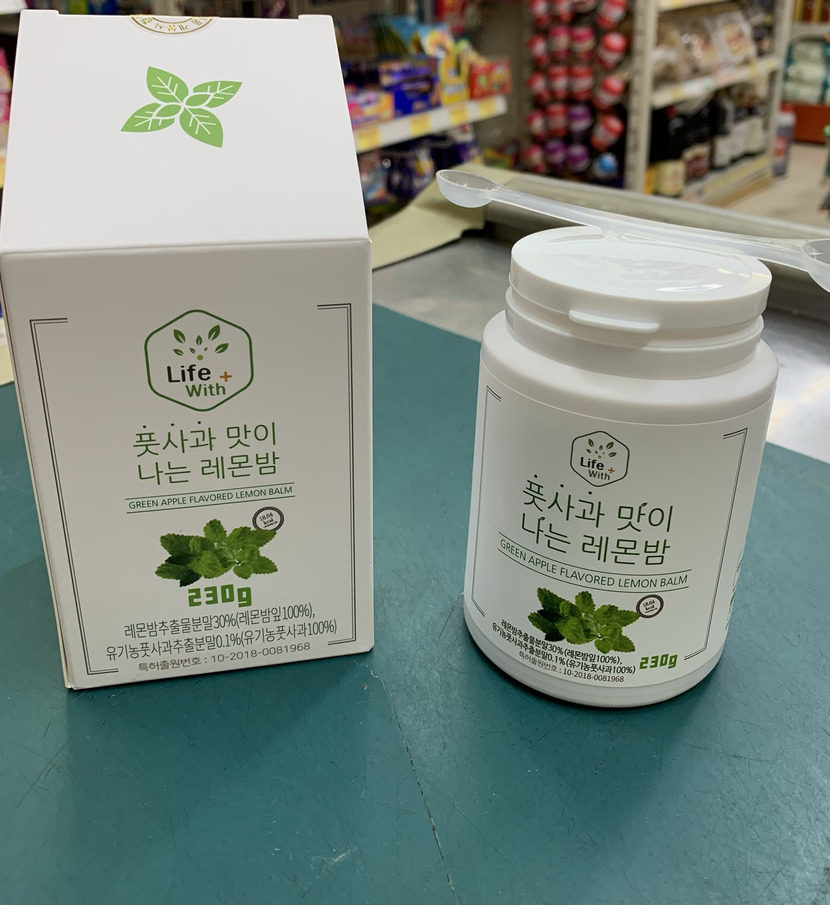 Life +
With
풋사과 맛이
나는 레몬밤
GREEN APPLE FLAVORED LEMON BALM
18.84
kcal
230g
레몬밤추출물분말30%(레몬밤잎100%),
유기농풋사과추출분말0.1%(유기농풋사과100%)
특허출원번호 : 10-2018-0081968
Life +
With
풋사과 맛이
나는 레몬밤
GREEN APPLE FLAVORED LEMON BALM
18.84
kcal
레몬밤추출물분말30%(레몬밤잎100%),
유기농풋사과추출분말0.1%(유기농풋사과100%)
230g
특허출원번호 : 10-2018-0081968